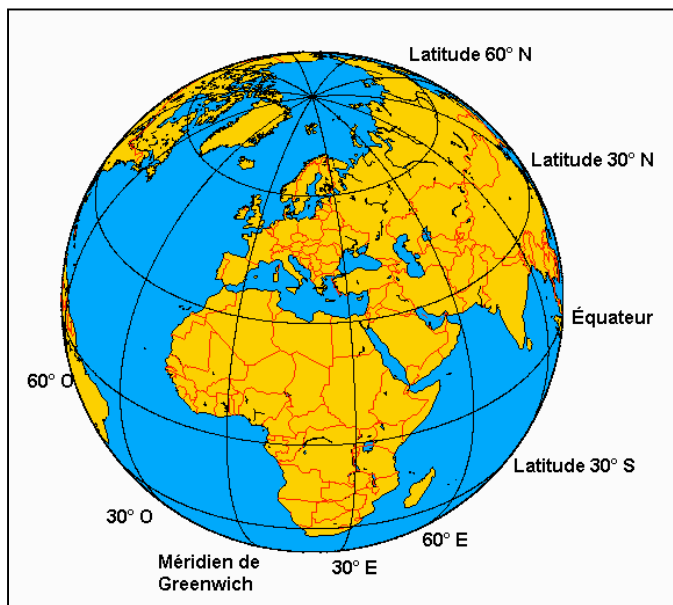 Latitude 60° N
Latitude 30° N
Équateur
60° O
Latitude 30° S
30° O
60° E
Méridien de
Greenwich
30° E